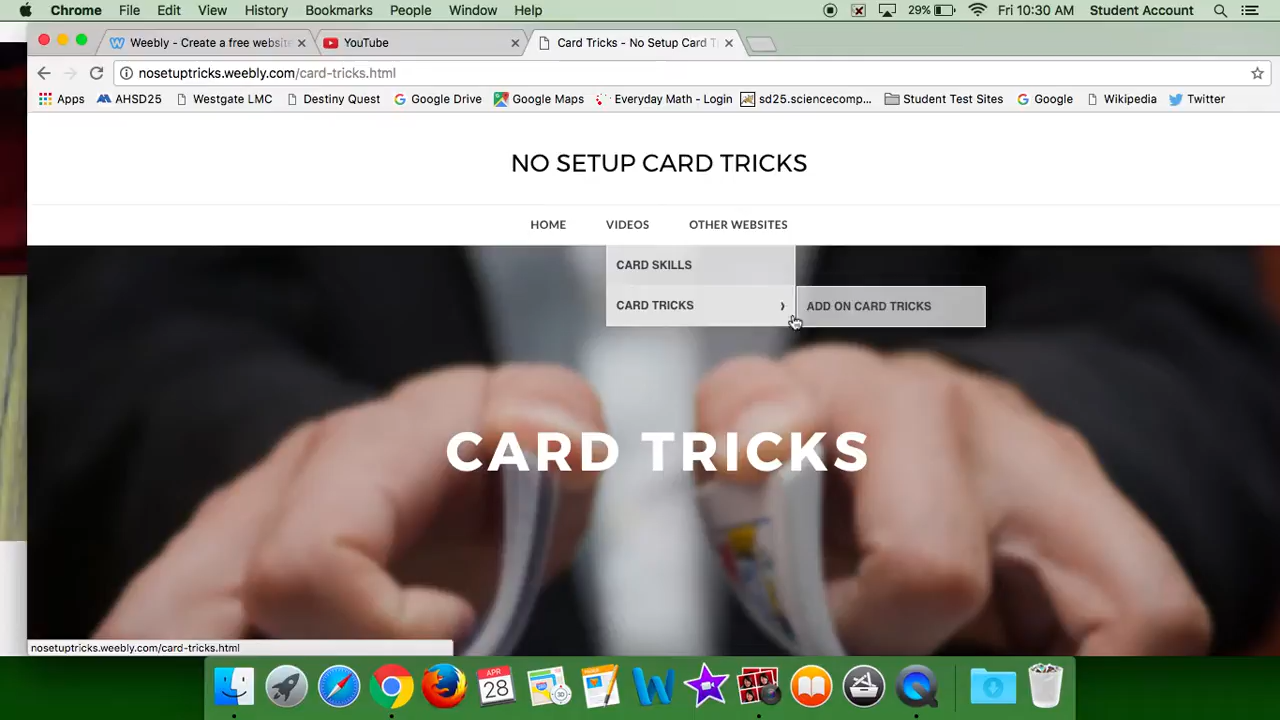 Chrome File Edit View History Bookmarks People Window Help 29% Fri 10:30 AM Student Account
Weebly - Create a free website YouTube Card Tricks - No Setup Card T
nosetuptricks.weebly.com/card-tricks.html
Apps AHSD25 Westgate LMC Destiny Quest Google Drive Google Maps Everyday Math - Login sd25.sciencecomp... Student Test Sites Google Wikipedia Twitter
NO SETUP CARD TRICKS
HOME VIDEOS OTHER WEBSITES
CARD SKILLS
CARD TRICKS › ADD ON CARD TRICKS
CARD TRICKS
nosetuptricks.weebly.com/card-tricks.html
APR
28